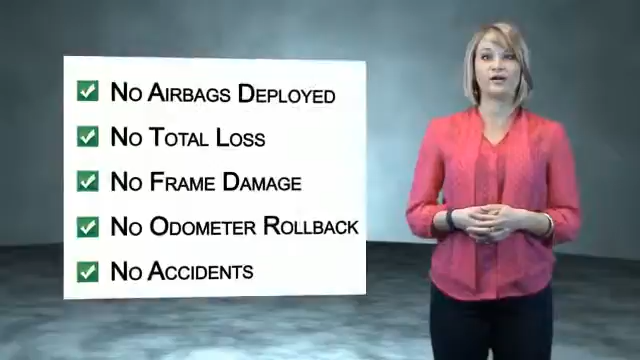 No Airbags Deployed
No Total Loss
No Frame Damage
No Odometer Rollback
No Accidents